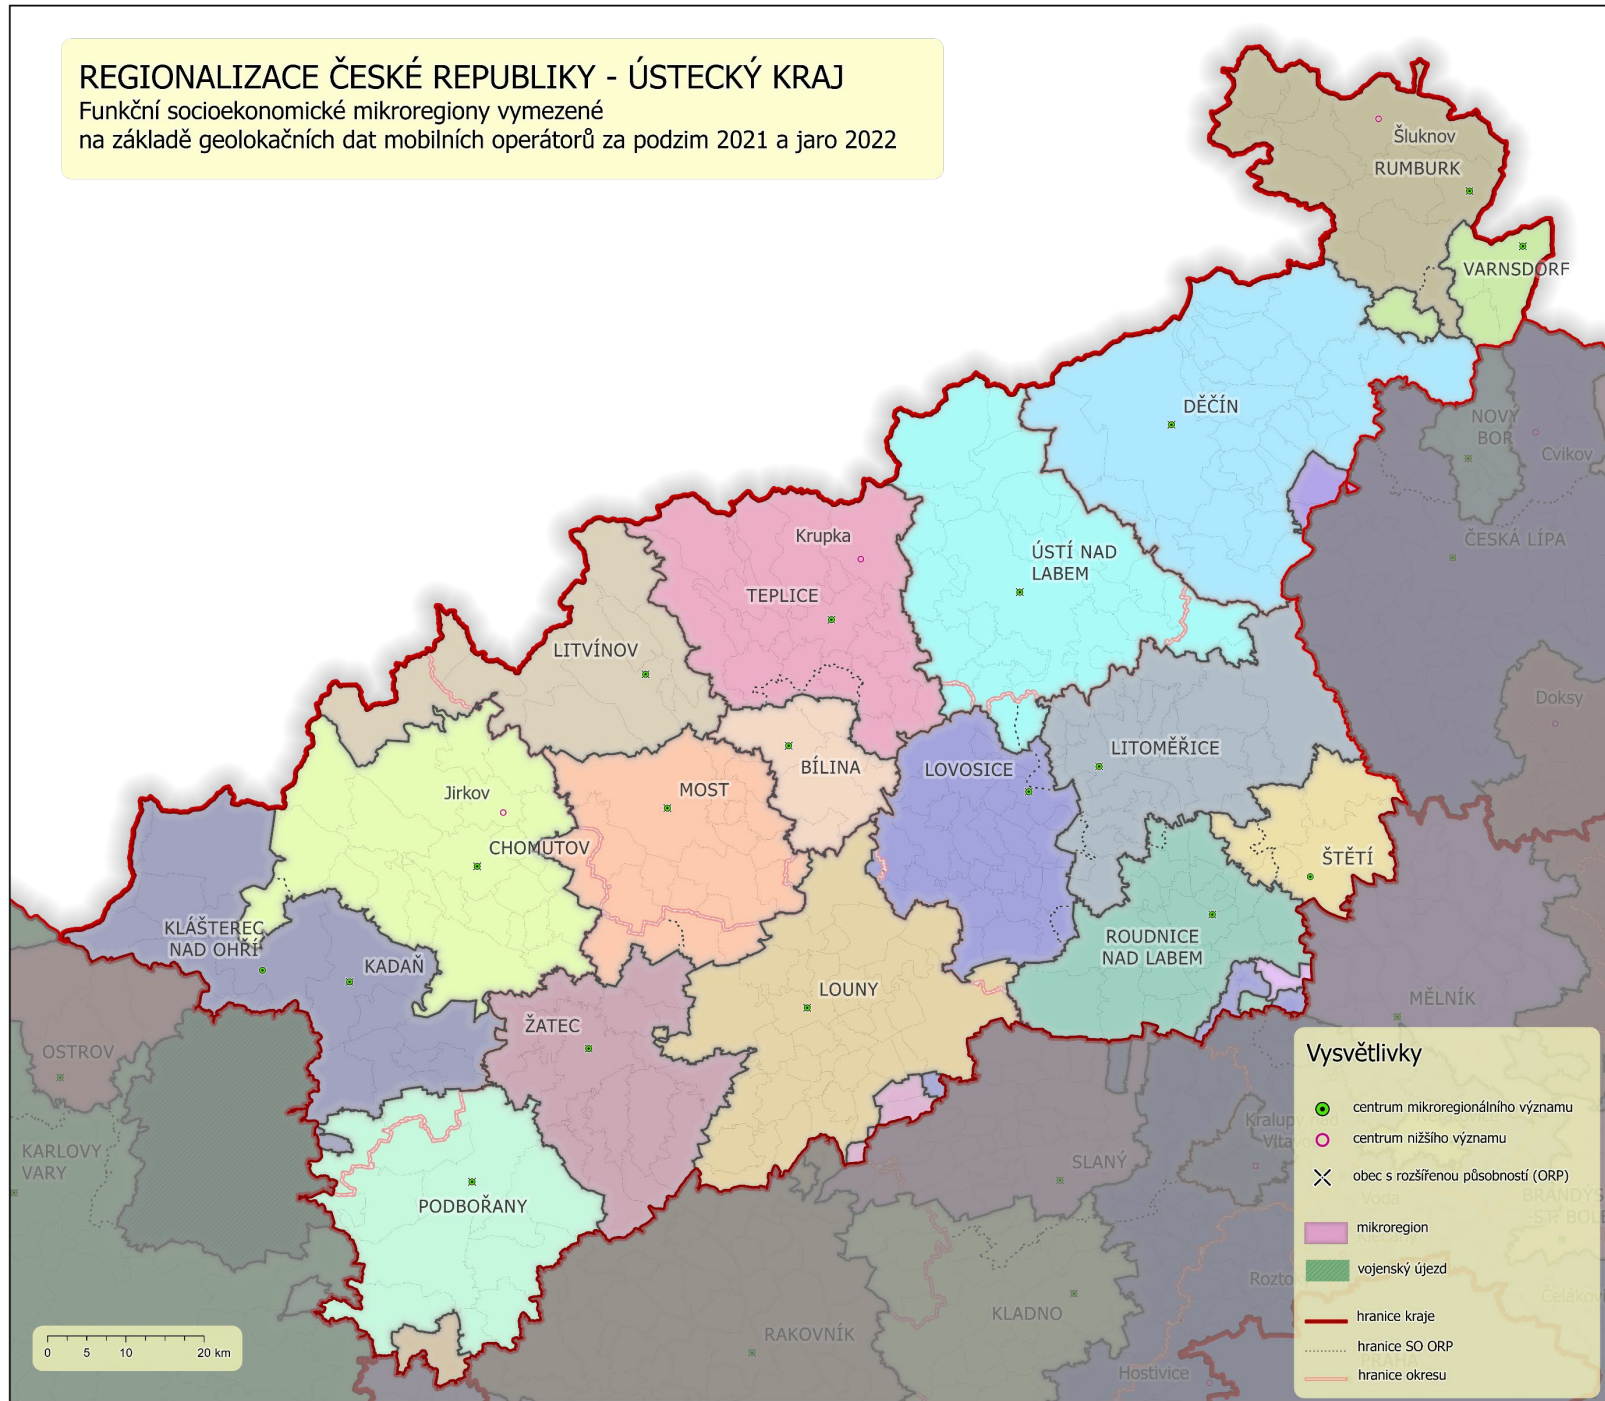 REGIONALIZACE ČESKÉ REPUBLIKY - ÚSTECKÝ KRAJ
Funkční socioekonomické mikroregiony vymezené
na základě geolokačních dat mobilních operátorů za podzim 2021 a jaro 2022
Šluknov
RUMBURK
VARNSDORF
DĚČÍN
NOVÝ
BOR
Cvikov
ČESKÁ LÍPA
Krupka
ÚSTÍ NAD
LABEM
TEPLICE
LITVÍNOV
Doksy
BÍLINA
LOVOSICE
LITOMĚŘICE
MOST
Jirkov
CHOMUTOV
ŠTĚTÍ
KLÁŠTEREC
NAD OHŘÍ
KADAŇ
ROUDNICE
NAD LABEM
LOUNY
MĚLNÍK
ŽATEC
OSTROV
KARLOVY
VARY
PODBOŘANY
SLANÝ
KLADNO
RAKOVNÍK
Hostivice
Vysvětlivky
centrum mikroregionálního významu
centrum nižšího významu
obec s rozšířenou působností (ORP)
mikroregion
vojenský újezd
hranice kraje
hranice SO ORP
hranice okresu
0 5 10 20 km